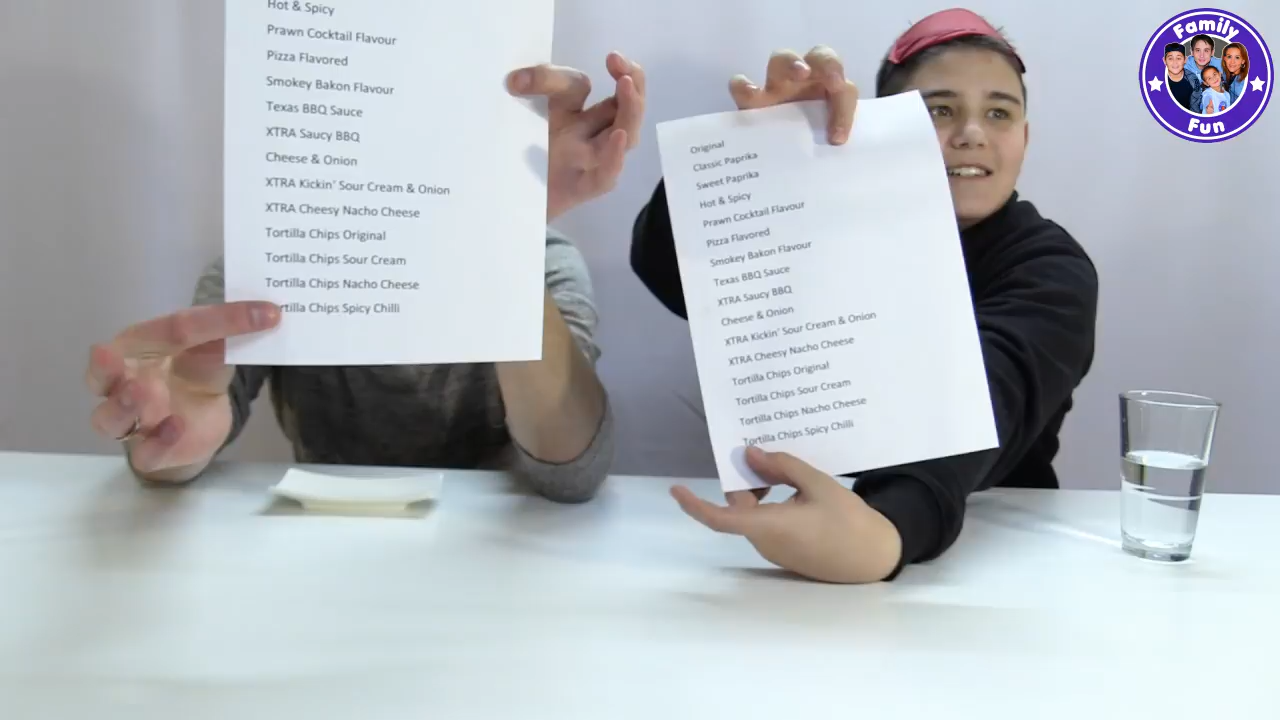 Hot & Spicy
Prawn Cocktail Flavour
Pizza Flavored
Smokey Bakon Flavour
Texas BBQ Sauce
XTRA Saucy BBQ
Cheese & Onion
XTRA Kickin' Sour Cream & Onion
XTRA Cheesy Nacho Cheese
Tortilla Chips Original
Tortilla Chips Sour Cream
Tortilla Chips Nacho Cheese
rtilla Chips Spicy Chilli
Original
Classic Paprika
Sweet Paprika
Hot & Spicy
Prawn Cocktail Flavour
Pizza Flavored
Smokey Bakon Flavour
Texas BBQ Sauce
XTRA Saucy BBQ
Cheese & Onion
XTRA Kickin' Sour Cream & Onion
XTRA Cheesy Nacho Cheese
Tortilla Chips Original
Tortilla Chips Sour Cream
Tortilla Chips Nacho Cheese
Tortilla Chips Spicy Chilli
Family
Fun